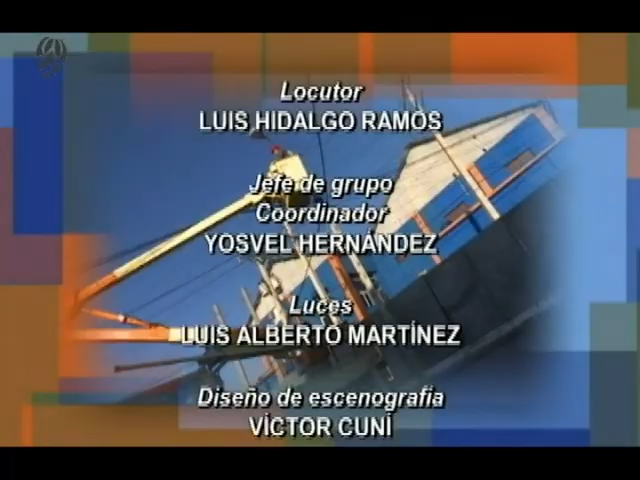 Locutor
LUIS HIDALGO RAMOS
Jefe de grupo
Coordinador
YOSVEL HERNÁNDEZ
Luces
LUIS ALBERTO MARTÍNEZ
Diseño de escenografía
VÍCTOR CUNÍ